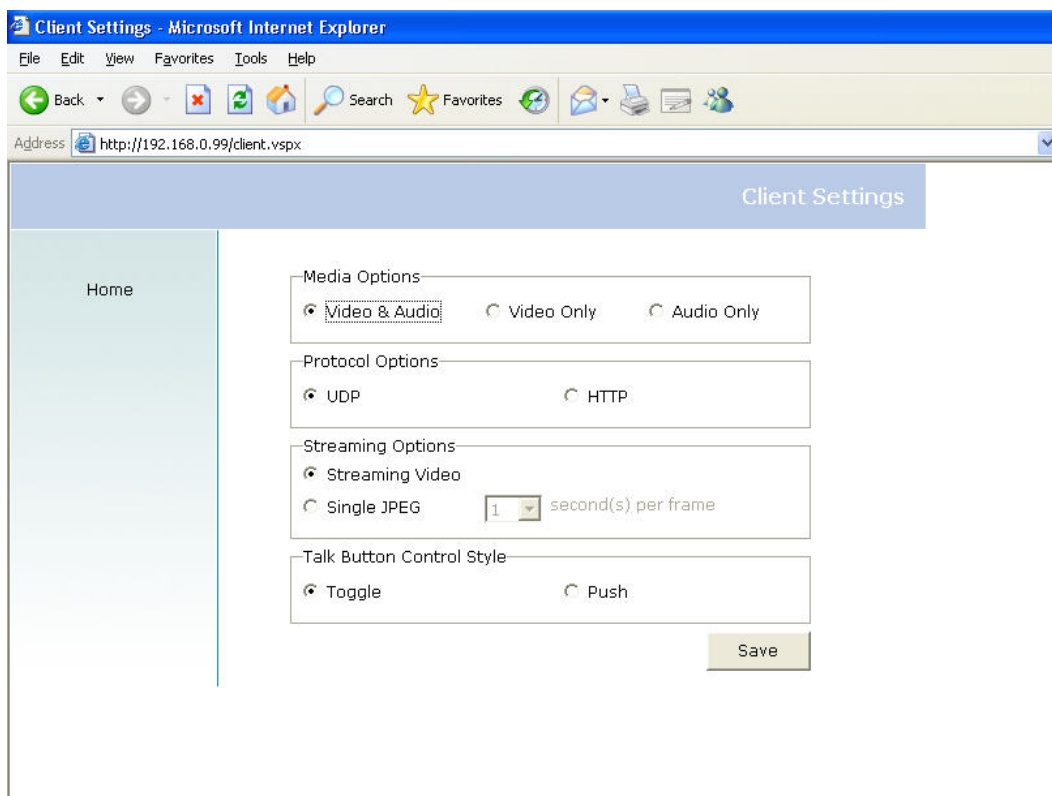 Client Settings - Microsoft Internet Explorer
File Edit View Favorites Tools Help
Back Search Favorites
Address http://192.168.0.99/client.vspx
Client Settings
Home
Media Options
Video & Audio Video Only Audio Only
Protocol Options
UDP HTTP
Streaming Options
Streaming Video
Single JPEG 1 second(s) per frame
Talk Button Control Style
Toggle Push
Save